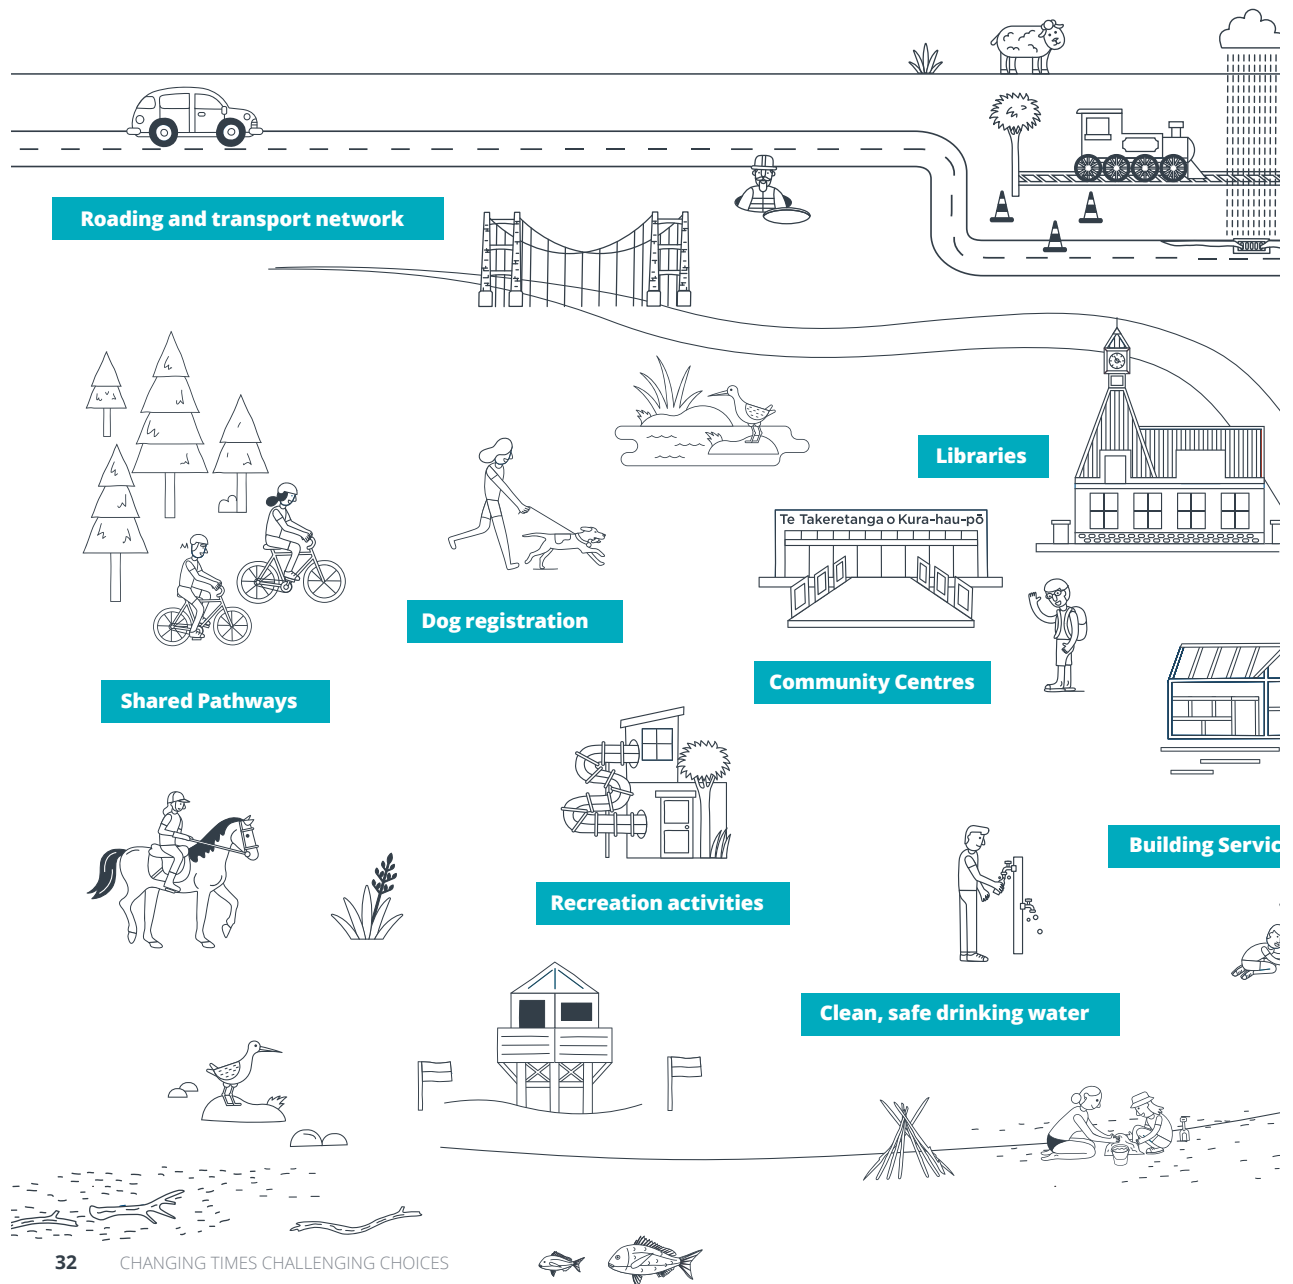 Roading and transport network
Libraries
Te Takeretanga o Kura-hau-pō
Dog registration
Community Centres
Shared Pathways
Building Servic
Recreation activities
Clean, safe drinking water
32 CHANGING TIMES CHALLENGING CHOICES